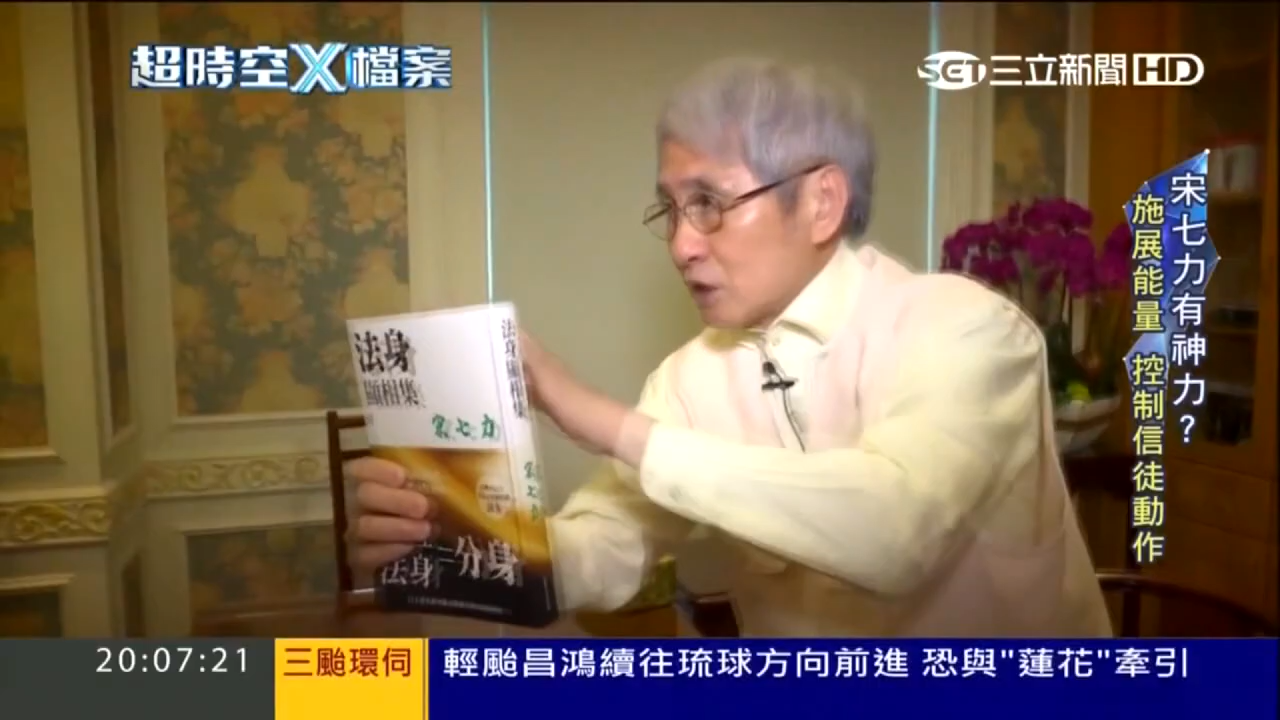 超時空X檔案
SET三立新聞HD
宋七力有神力？
施展能量 控制信徒動作
法身
顯相集
宋七力
法身顯相集
宋七力
法身—分身
20:07:21
三颱環伺
輕颱昌鴻續往琉球方向前進 恐與"蓮花"牽引